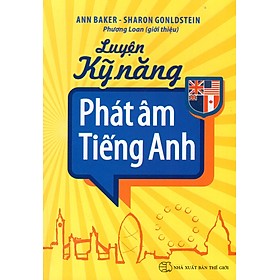 ANN BAKER - SHARON GONLDSTEIN
Phương Loan (giới thiệu)
Luyện
Kỹ năng
Phát âm
Tiếng Anh
NHÀ XUẤT BẢN THẾ GIỚI